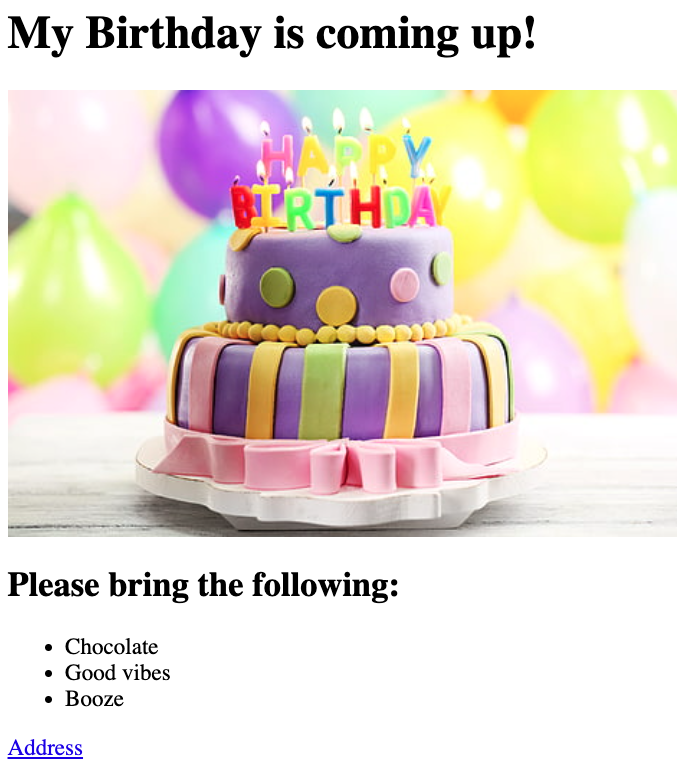 My Birthday is coming up!
HAPPY
BIRTHDAY
Please bring the following:
Chocolate
Good vibes
Booze
Address